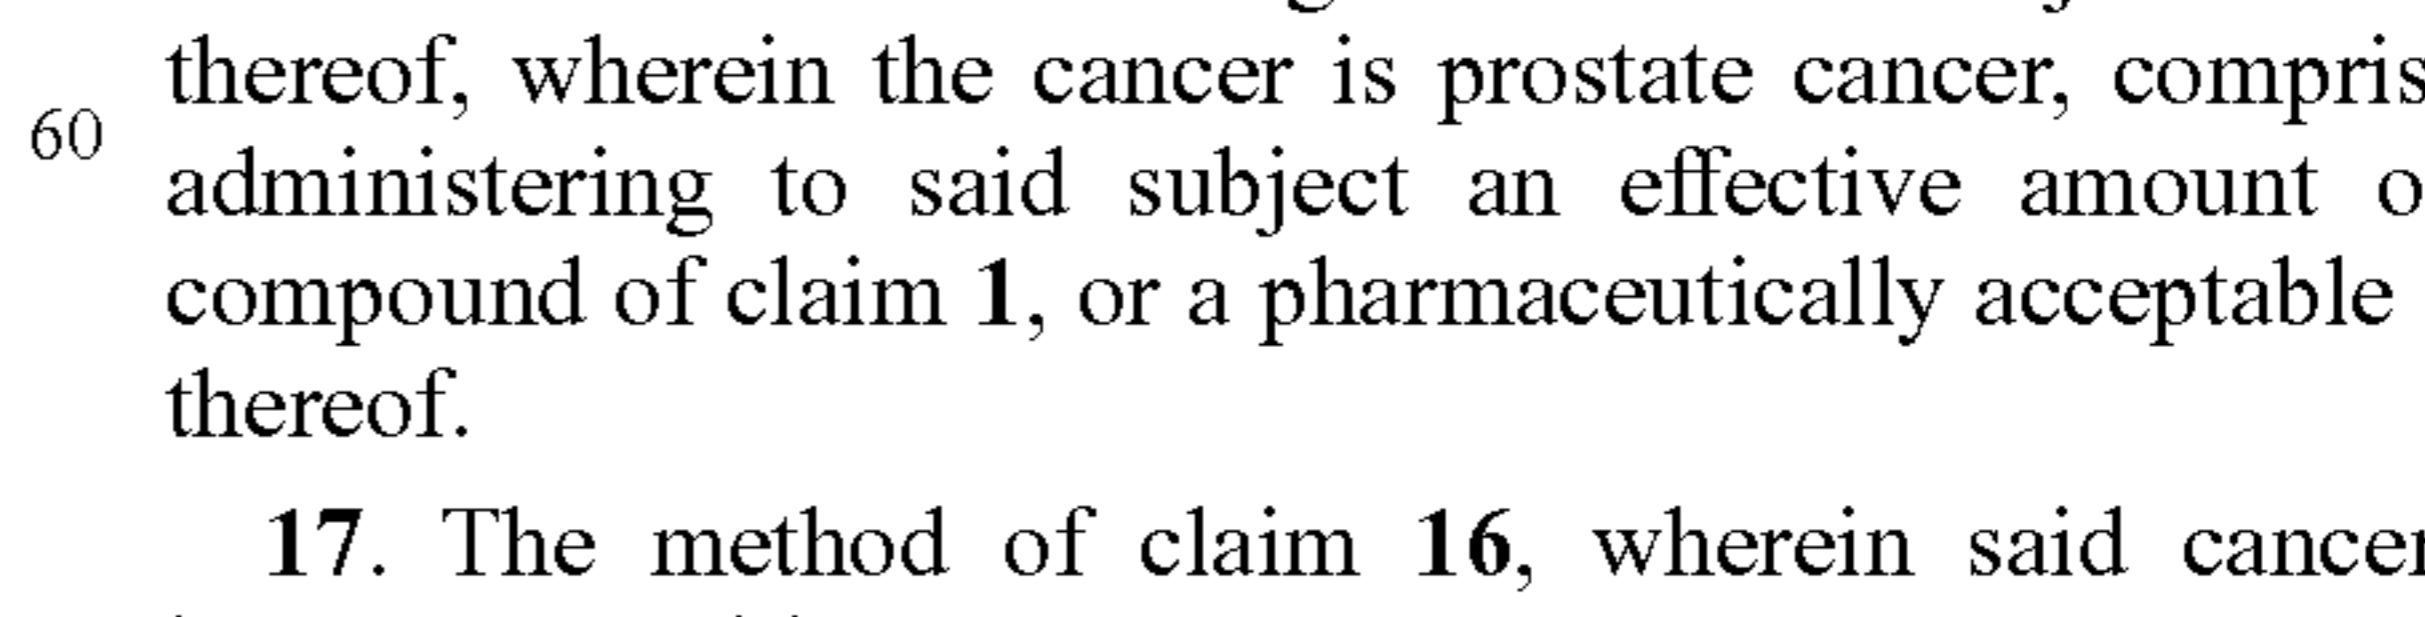 thereof, wherein the cancer is prostate cancer, compris
60
administering to said subject an effective amount o
compound of claim 1, or a pharmaceutically acceptable
thereof.
17. The method of claim 16, wherein said cancer